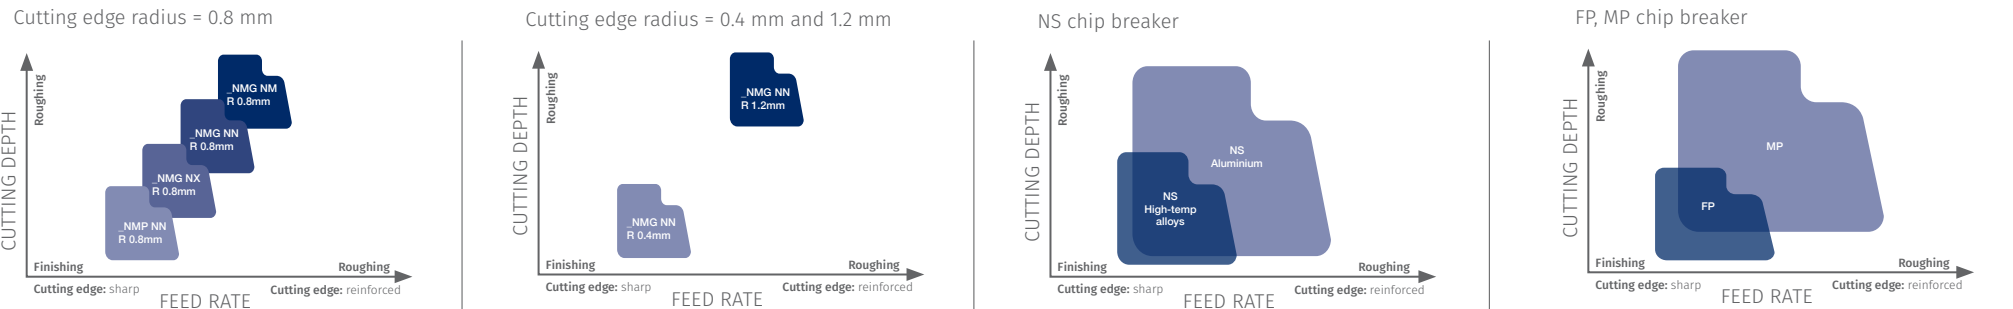 Cutting edge radius = 0.8 mm
CUTTING DEPTH
Roughing
_NMG NM
R 0.8mm
_NMG NN
R 0.8mm
_NMG NX
R 0.8mm
_NMP NN
R 0.8mm
Finishing
Roughing
Cutting edge: sharp
Cutting edge: reinforced
FEED RATE
Cutting edge radius = 0.4 mm and 1.2 mm
CUTTING DEPTH
Roughing
_NMG NN
R 1.2mm
_NMG NN
R 0.4mm
Finishing
Roughing
Cutting edge: sharp
Cutting edge: reinforced
FEED RATE
NS chip breaker
CUTTING DEPTH
Roughing
NS
Aluminium
NS
High-temp
alloys
Finishing
Roughing
Cutting edge: sharp
Cutting edge: reinforced
FEED RATE
FP, MP chip breaker
CUTTING DEPTH
Roughing
MP
FP
Finishing
Roughing
Cutting edge: sharp
Cutting edge: reinforced
FEED RATE